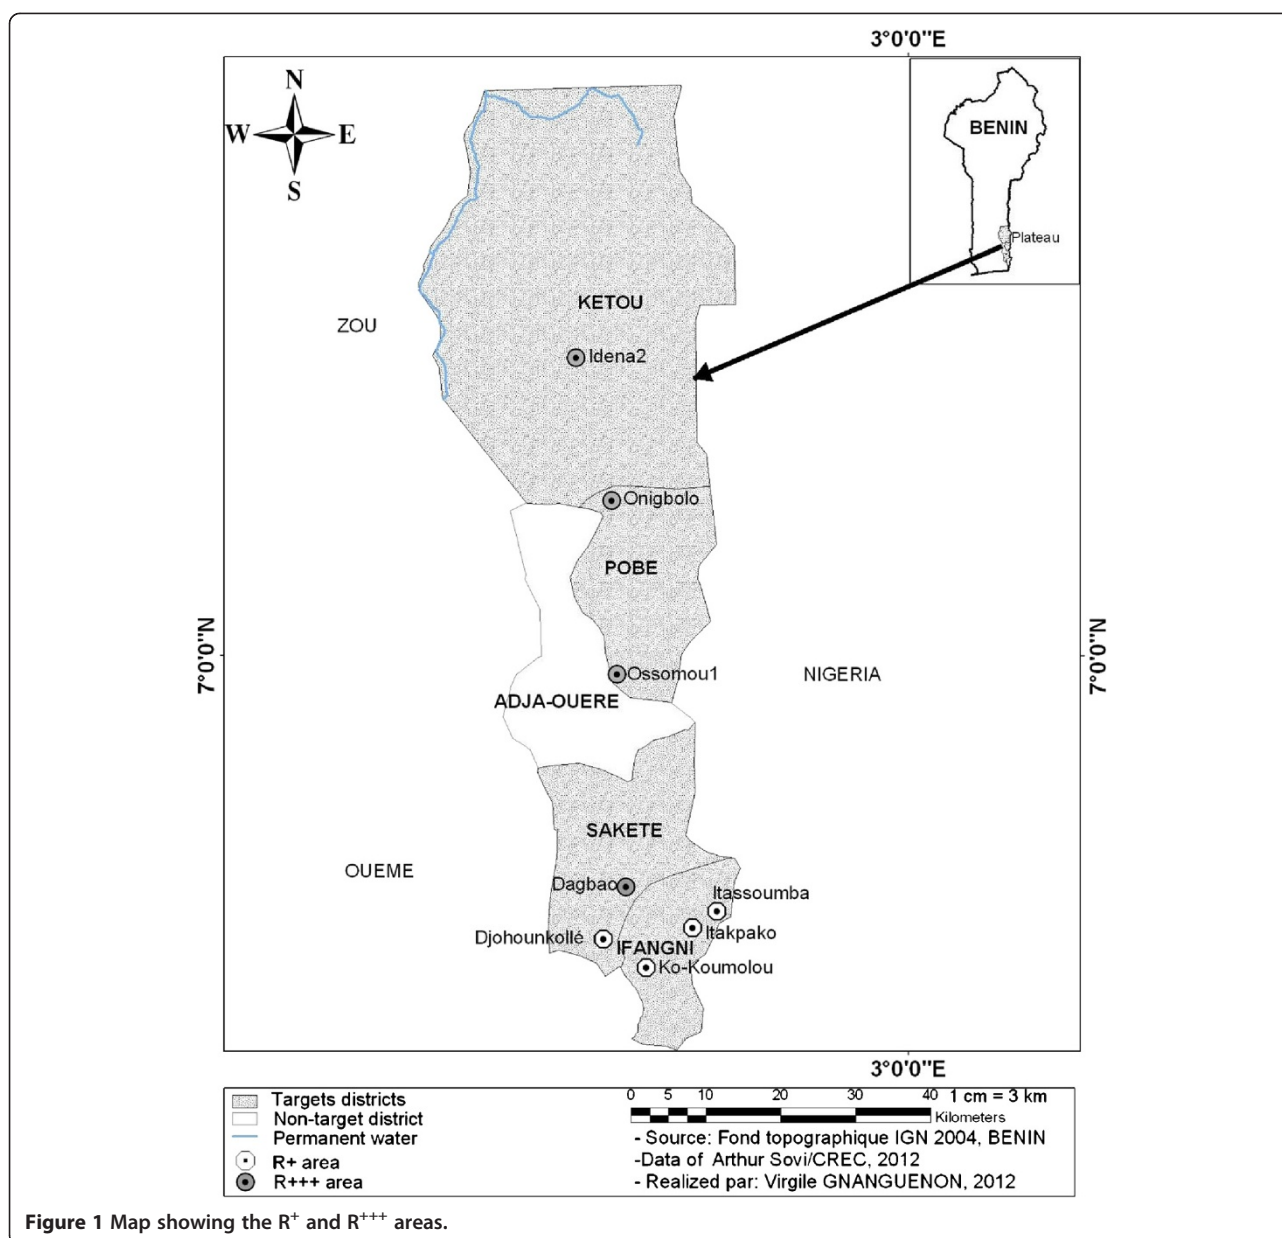 3°0'0"E
N
W E
S
BENIN
Plateau
KETOU
ZOU
Idena2
Onigbolo
POBE
7°0'0"N
7°0'0"N
Ossomou1
NIGERIA
ADJA-OUERE
SAKETE
OUEME
Dagbao
Itassoumba
Itakpako
Djohounkollé
IFANGNI
Ko-Koumolou
3°0'0"E
Targets districts
Non-target district
Permanent water
R+ area
R+++ area
0 5 10 20 30 40 1 cm = 3 km
Kilometers
- Source: Fond topographique IGN 2004, BENIN
-Data of Arthur Sovi/CREC, 2012
- Realized par: Virgile GNANGUENON, 2012
Figure 1 Map showing the R+ and R+++ areas.